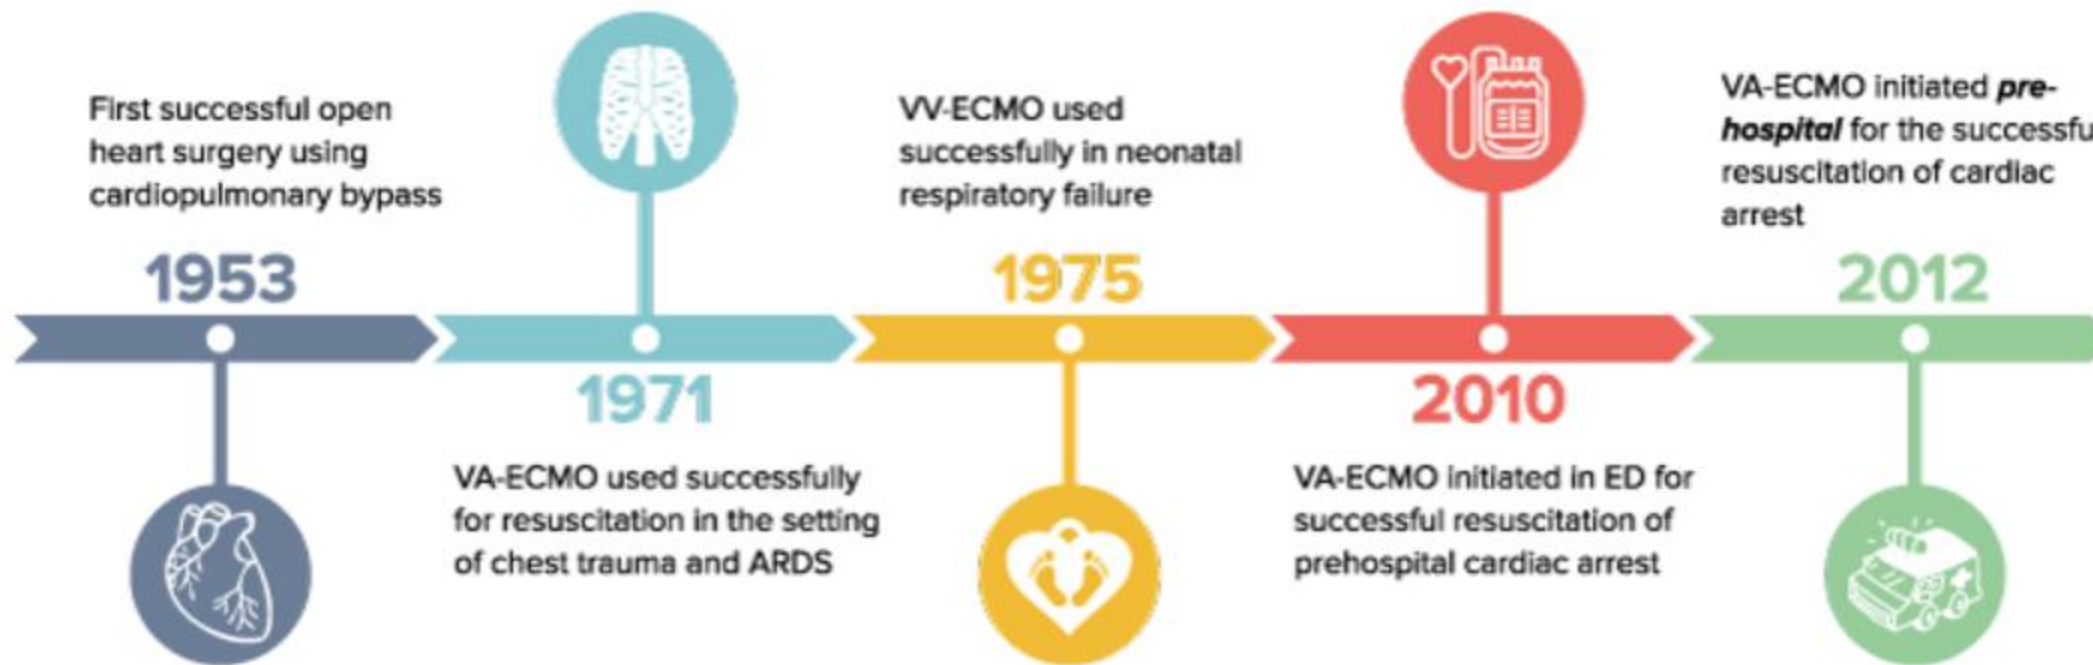 First successful open
heart surgery using
cardiopulmonary bypass
1953
1971
VA-ECMO used successfully
for resuscitation in the setting
of chest trauma and ARDS
VV-ECMO used
successfully in neonatal
respiratory failure
1975
2010
VA-ECMO initiated in ED for
successful resuscitation of
prehospital cardiac arrest
VA-ECMO initiated pre-
hospital for the successfu
resuscitation of cardiac
arrest
2012